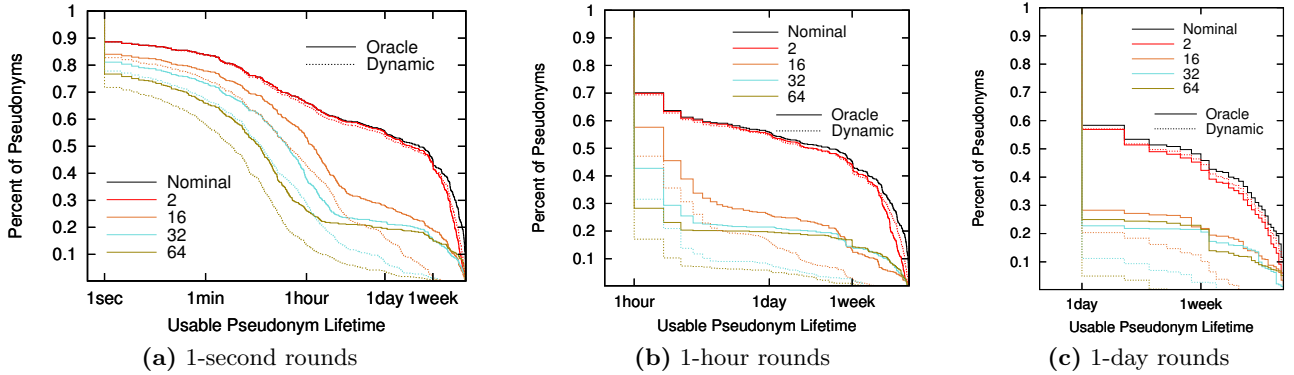 Percent of Pseudonyms
1
0.9
0.8
0.7
0.6
0.5
0.4
0.3
0.2
0.1
Oracle
Dynamic
Nominal
2
16
32
64
1sec
1min
1hour
1day
1week
Usable Pseudonym Lifetime
(a) 1-second rounds
Percent of Pseudonyms
1
0.9
0.8
0.7
0.6
0.5
0.4
0.3
0.2
0.1
Nominal
2
16
32
64
Oracle
Dynamic
1hour
1day
1week
Usable Pseudonym Lifetime
(b) 1-hour rounds
Percent of Pseudonyms
1
0.9
0.8
0.7
0.6
0.5
0.4
0.3
0.2
0.1
Nominal
2
16
32
64
Oracle
Dynamic
1day
1week
Usable Pseudonym Lifetime
(c) 1-day rounds